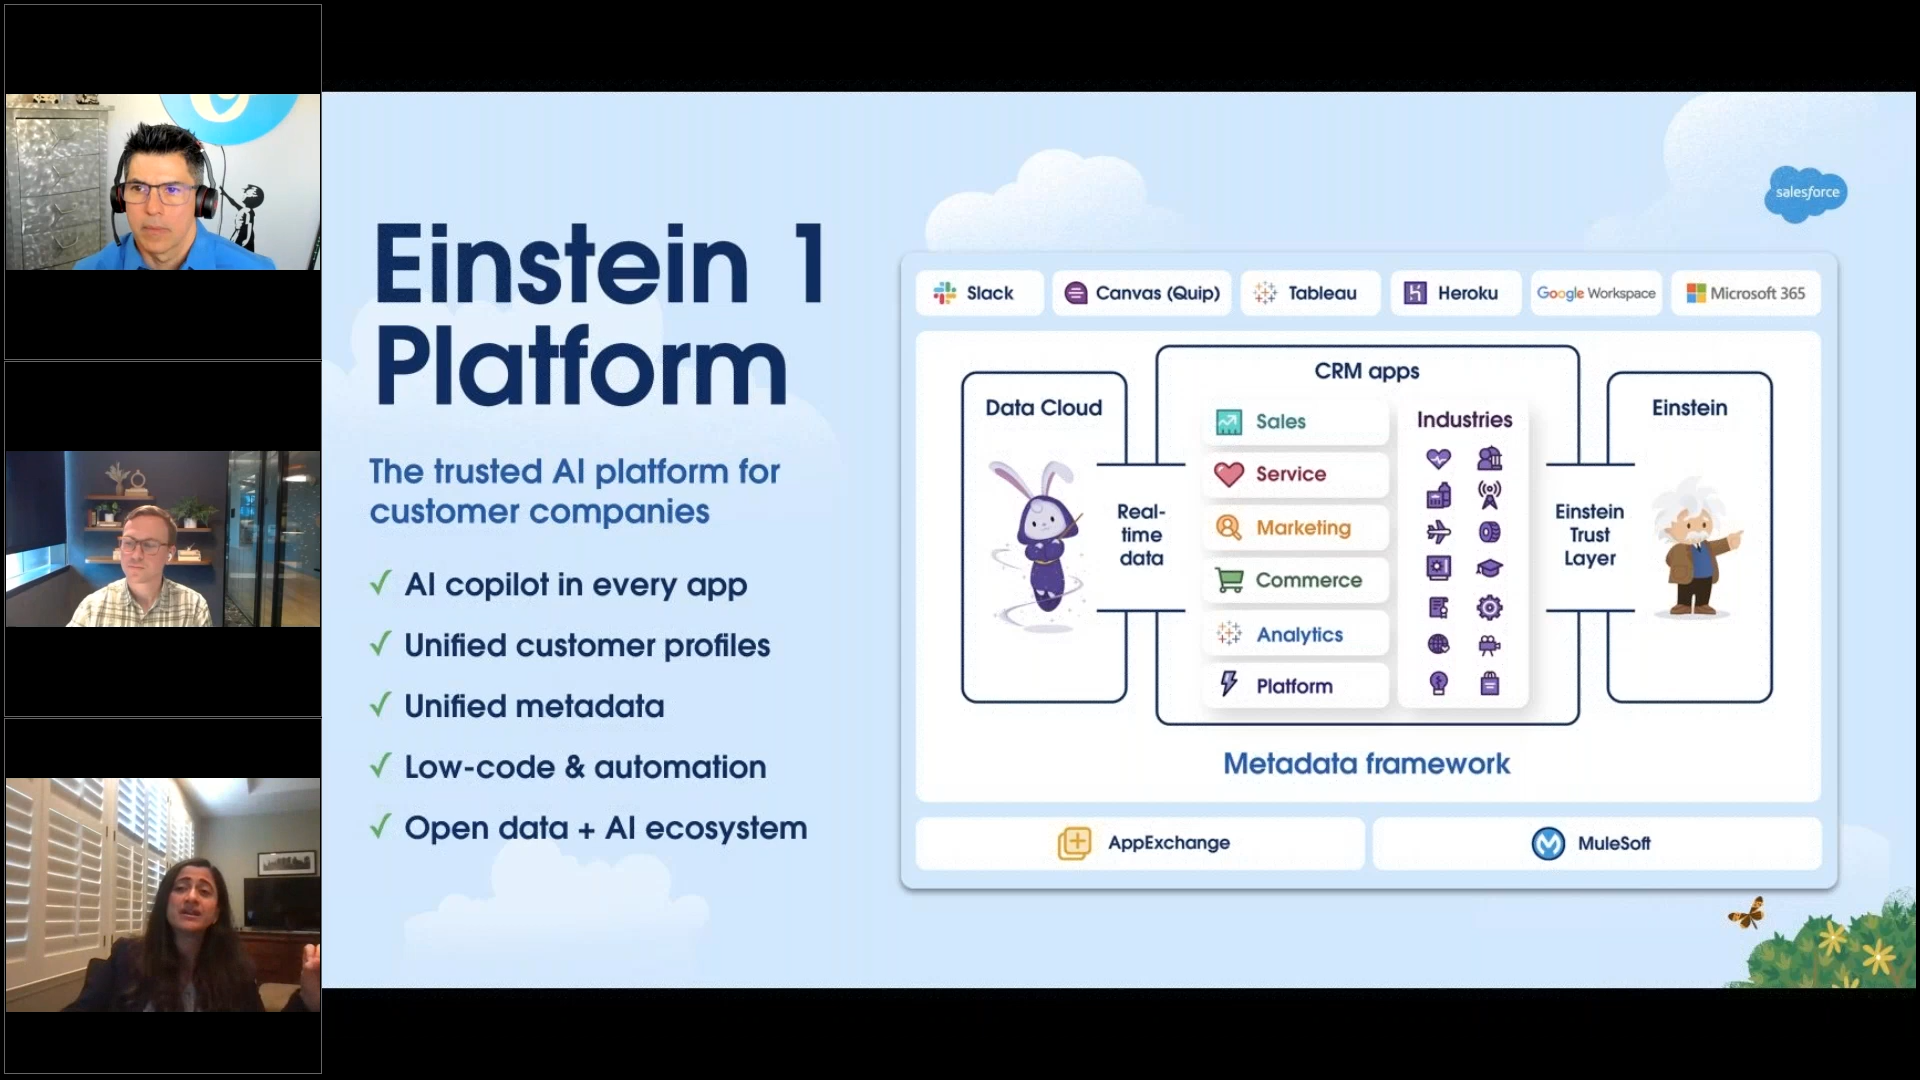 Einstein 1
Platform
The trusted AI platform for
customer companies
✓ AI copilot in every app
✓ Unified customer profiles
✓ Unified metadata
✓ Low-code & automation
✓ Open data + AI ecosystem
salesforce
Slack
Canvas (Quip)
Tableau
Heroku
Google Workspace
Microsoft 365
Data Cloud
Real-
time
data
CRM apps
Sales
Service
Marketing
Commerce
Analytics
Platform
Industries
Einstein
Trust
Layer
Einstein
Metadata framework
AppExchange
MuleSoft